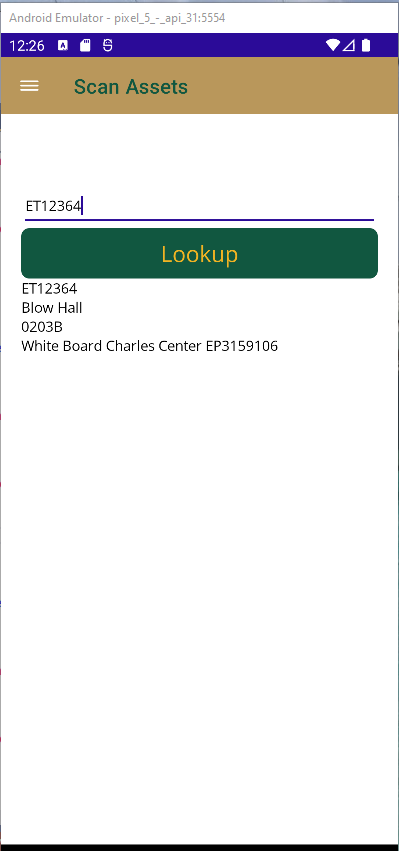 Android Emulator - pixel_5_-_api_31:5554
12:26
Scan Assets
ET12364
Lookup
ET12364
Blow Hall
0203B
White Board Charles Center EP3159106